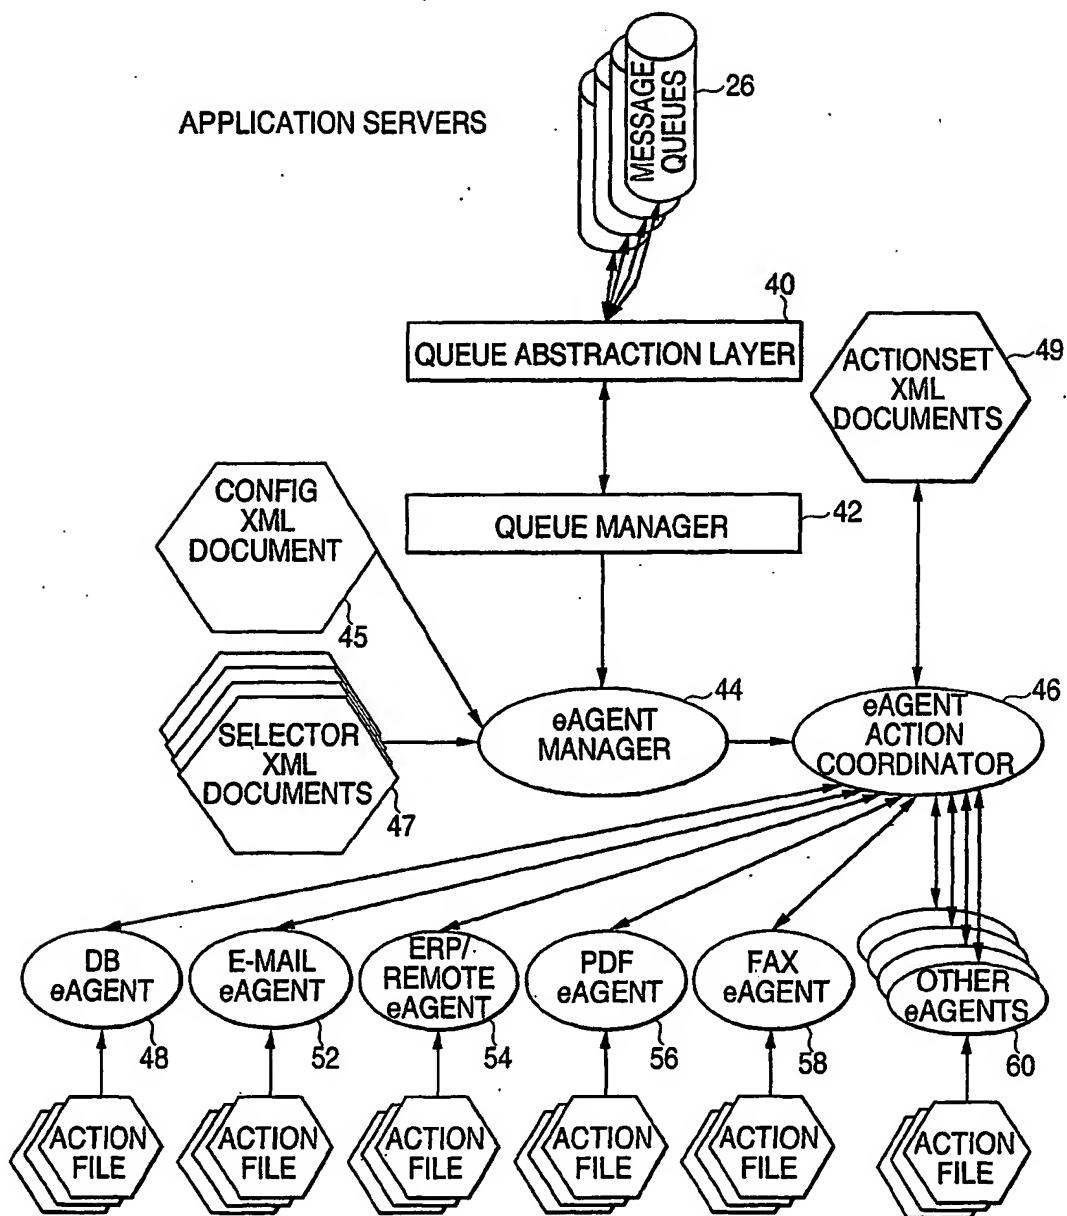 MESSAGE
QUEUES
26
APPLICATION SERVERS
40
QUEUE ABSTRACTION LAYER
ACTIONSET
XML
DOCUMENTS
49
CONFIG
XML
DOCUMENT
45
QUEUE MANAGER
42
SELECTOR
XML
DOCUMENTS
47
eAGENT
MANAGER
44
eAGENT
ACTION
COORDINATOR
46
DB
eAGENT
48
E-MAIL
eAGENT
52
ERP/
REMOTE
eAGENT
54
PDF
eAGENT
56
FAX
eAGENT
58
OTHER
eAGENTS
60
ACTION
FILE
ACTION
FILE
ACTION
FILE
ACTION
FILE
ACTION
FILE
ACTION
FILE